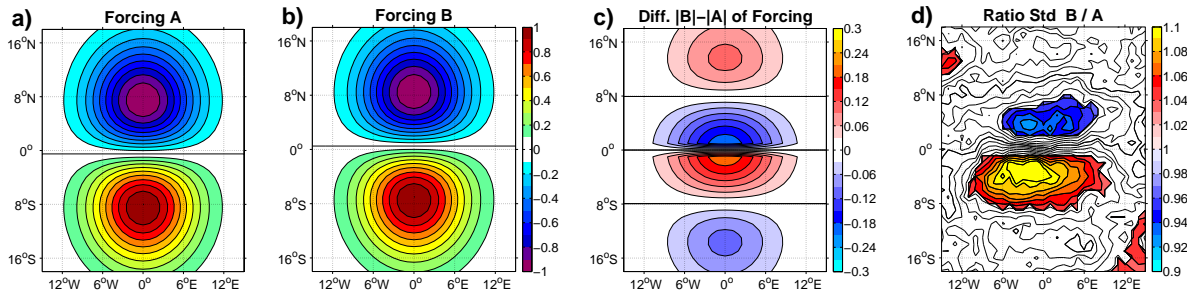 a) Forcing A
16°N
8°N
0°
8°S
16°S
12°W 6°W 0° 6°E 12°E
b) Forcing B
16°N
8°N
0°
8°S
16°S
12°W 6°W 0° 6°E 12°E
1
0.8
0.6
0.4
0.2
0
−0.2
−0.4
−0.6
−0.8
−1
c) Diff. |B|−|A| of Forcing
16°N
8°N
0°
8°S
16°S
12°W 6°W 0° 6°E 12°E
0.3
0.24
0.18
0.12
0.06
0
−0.06
−0.12
−0.18
−0.24
−0.3
d) Ratio Std B / A
16°N
8°N
0°
8°S
16°S
12°W 6°W 0° 6°E 12°E
1.1
1.08
1.06
1.04
1.02
1
0.98
0.96
0.94
0.92
0.9